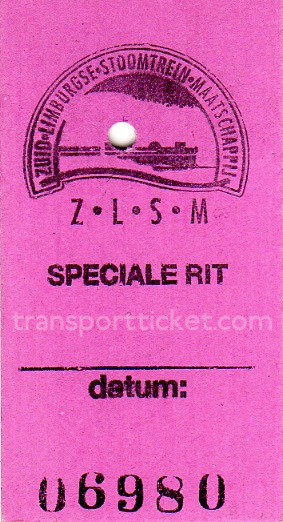 ZUID-LIMBURGSE-STOOMTREIN-MAATSCHAPPIJ
Z•L•S•M
SPECIALE RIT
transportticket.com
datum:
06980